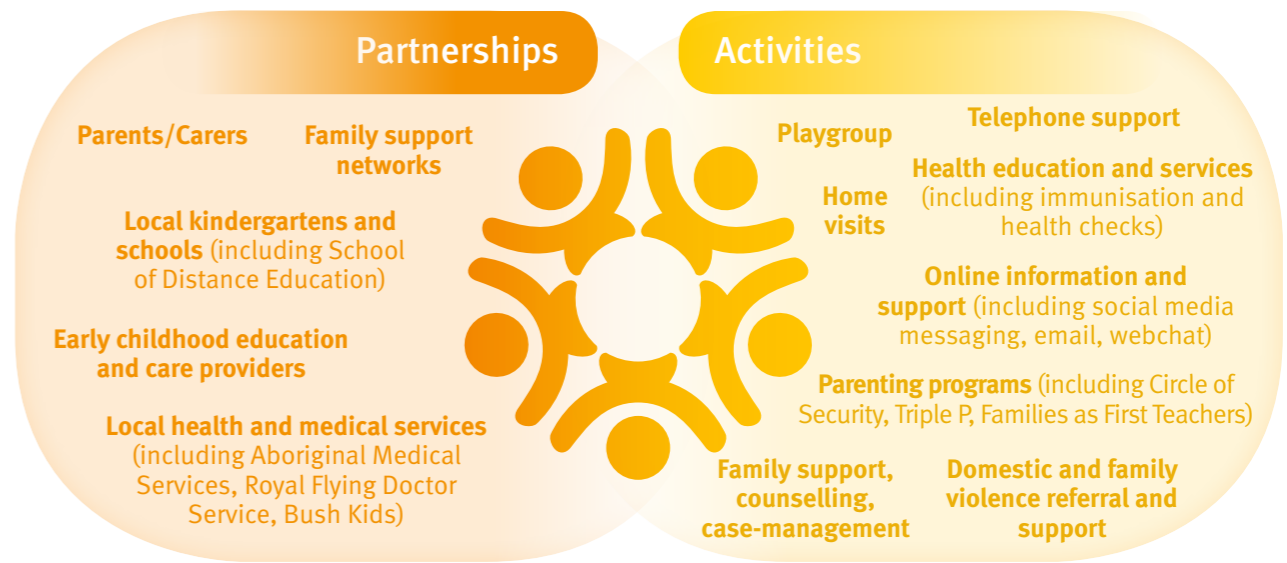 Partnerships
Parents/Carers
Family support
networks
Local kindergartens and
schools (including School
of Distance Education)
Early childhood education
and care providers
Local health and medical services
(including Aboriginal Medical
Services, Royal Flying Doctor
Service, Bush Kids)
Activities
Playgroup
Telephone support
Home
visits
Health education and services
(including immunisation and
health checks)
Online information and
support (including social media
messaging, email, webchat)
Parenting programs (including Circle of
Security, Triple P, Families as First Teachers)
Family support,
counselling,
case-management
Domestic and family
violence referral and
support